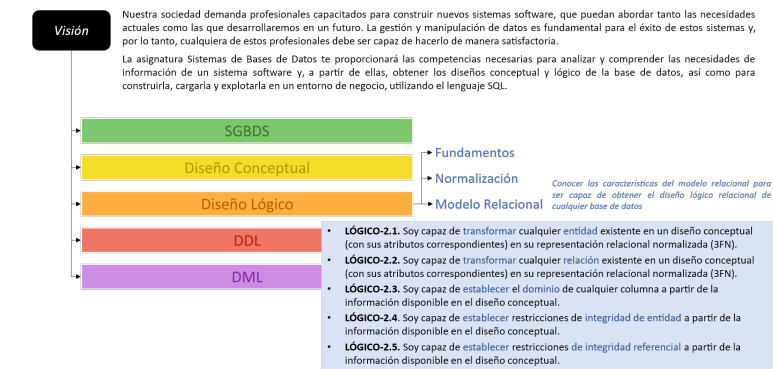 Visión
Nuestra sociedad demanda profesionales capacitados para construir nuevos sistemas software, que puedan abordar tanto las necesidades
actuales como las que desarrollaremos en un futuro. La gestión y manipulación de datos es fundamental para el éxito de estos sistemas y,
por lo tanto, cualquiera de estos profesionales debe ser capaz de hacerlo de manera satisfactoria.
La asignatura Sistemas de Bases de Datos te proporcionará las competencias necesarias para analizar y comprender las necesidades de
información de un sistema software y, a partir de ellas, obtener los diseños conceptual y lógico de la base de datos, así como para
construirla, cargarla y explotarla en un entorno de negocio, utilizando el lenguaje SQL.
SGBDS
Diseño Conceptual
Diseño Lógico
DDL
DML
Fundamentos
Normalización
Modelo Relacional
Conocer las características del modelo relacional para
ser capaz de obtener el diseño lógico relacional de
cualquier base de datos
• LÓGICO-2.1. Soy capaz de transformar cualquier entidad existente en un diseño conceptual
(con sus atributos correspondientes) en su representación relacional normalizada (3FN).
• LÓGICO-2.2. Soy capaz de transformar cualquier relación existente en un diseño conceptual
(con sus atributos correspondientes) en su representación relacional normalizada (3FN).
• LÓGICO-2.3. Soy capaz de establecer el dominio de cualquier columna a partir de la
información disponible en el diseño conceptual.
• LÓGICO-2.4. Soy capaz de establecer restricciones de integridad de entidad a partir de la
información disponible en el diseño conceptual.
• LÓGICO-2.5. Soy capaz de establecer restricciones de integridad referencial a partir de la
información disponible en el diseño conceptual.